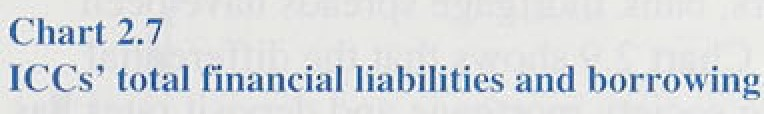 Chart 2.7
ICCs' total financial liabilities and borrowing